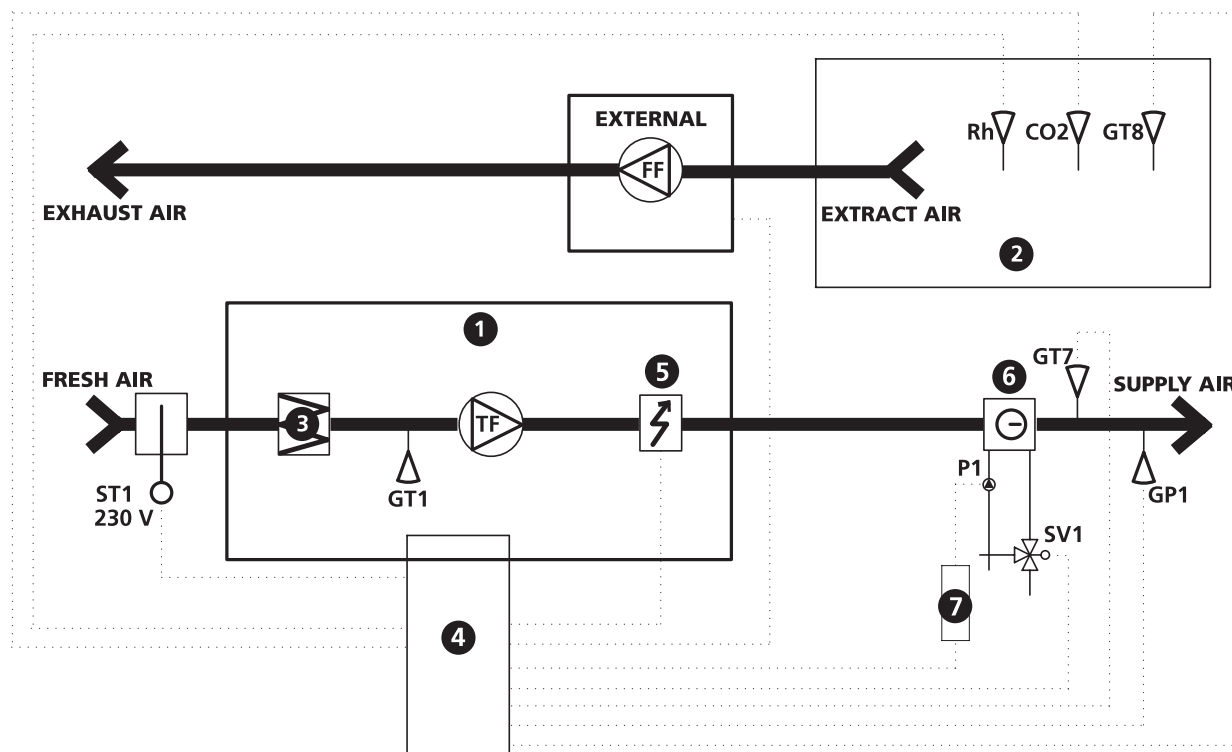 EXTERNAL
Rh
CO2
GT8
FF
EXHAUST AIR
EXTRACT AIR
2
1
GT7
FRESH AIR
5
6
SUPPLY AIR
3
TF
P1
ST1
230 V
GT1
GP1
SV1
7
4